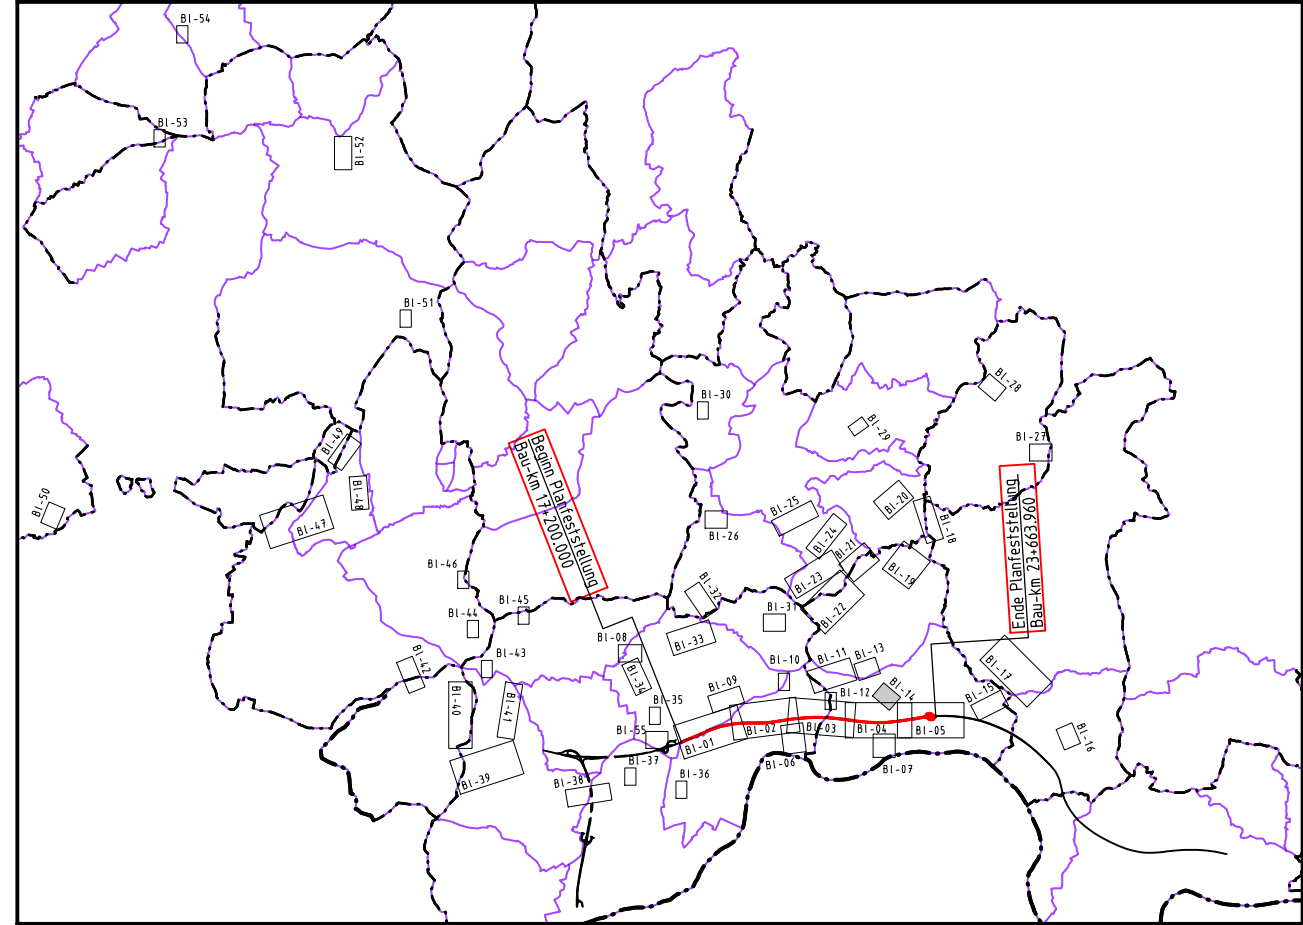 Bl-54
Bl-53
Bl-52
Bl-51
Bl-30
Bl-28
Bl-29
Bl-27
Bl-49
Bl-48
Bl-50
Bl-47
Beginn Planfeststellung
Bau-km 17+200.000
Bl-26
Bl-25
Bl-24
Bl-20
Bl-18
Bl-21
Bl-19
Bl-23
Bl-22
Ende Planfeststellung
Bau-km 23+663.960
Bl-46
Bl-45
Bl-44
Bl-43
Bl-42
Bl-32
Bl-31
Bl-33
Bl-08
Bl-34
Bl-10
Bl-11
Bl-13
Bl-17
Bl-15
Bl-14
Bl-12
Bl-09
Bl-35
Bl-40
Bl-41
Bl-55
Bl-01
Bl-02
Bl-03
Bl-04
Bl-05
Bl-16
Bl-06
Bl-07
Bl-39
Bl-38
Bl-37
Bl-36